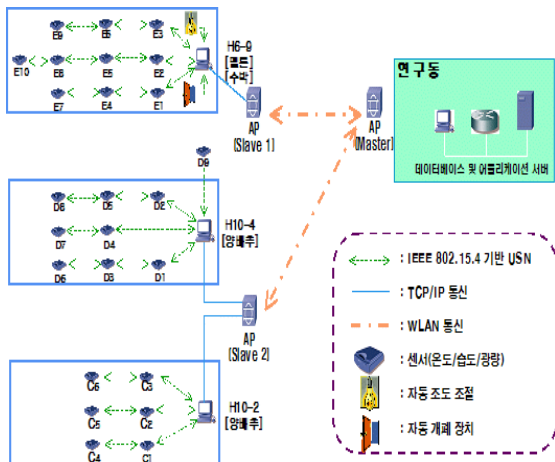 E9 E6 E3
E10 E8 E5 E2
E7 E4 E1
H6-9
[멜론]
[수박]
AP
[Slave 1]
AP
[Master]
연구동
데이터베이스 및 어플리케이션 서버
D9
D5 D2
D7 D4
D6 D3 D1
H10-4
[양배추]
AP
[Slave 2]
C6 C3
C5 C2
C4 C1
H10-2
[양배추]
: IEEE 802.15.4 기반 USN
: TCP/IP 통신
: WLAN 통신
: 센서(온도/습도/광량)
: 자동 조도 조절
: 자동 개폐 장치